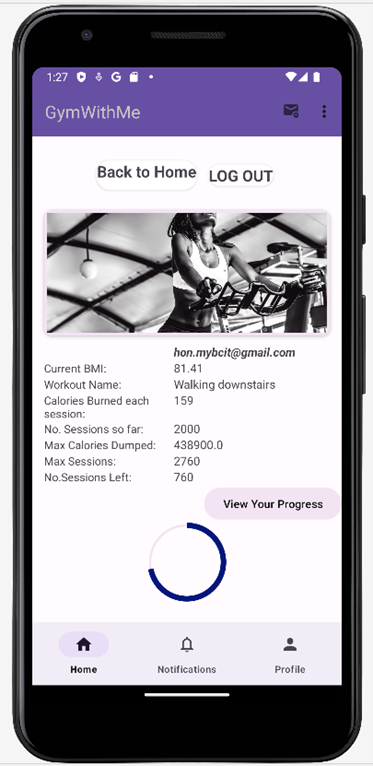 1:27
GymWithMe
Back to Home LOG OUT
hon.mybcit@gmail.com
Current BMI: 81.41
Workout Name: Walking downstairs
Calories Burned each 159
session:
No. Sessions so far: 2000
Max Calories Dumped: 438900.0
Max Sessions: 2760
No.Sessions Left: 760
View Your Progress
Home Notifications Profile